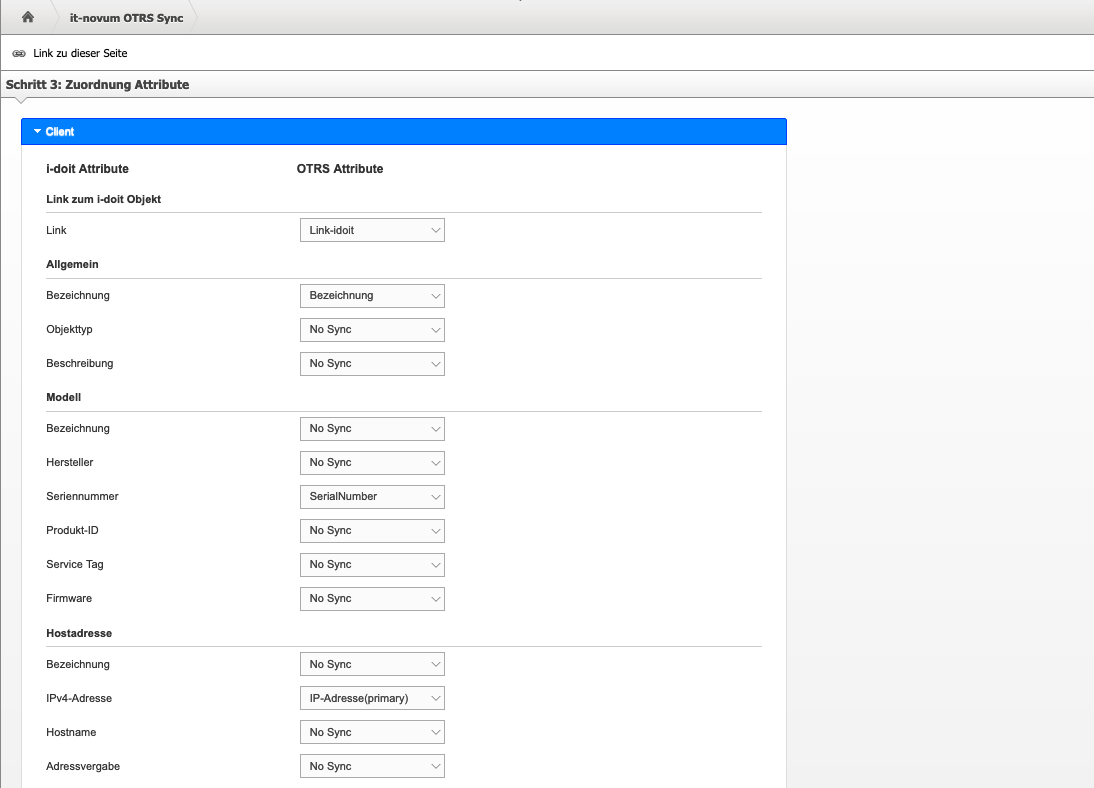 it-novum OTRS Sync
Link zu dieser Seite
Schritt 3: Zuordnung Attribute
Client
i-doit Attribute OTRS Attribute
Link zum i-doit Objekt
Link Link-idoit
Allgemein
Bezeichnung Bezeichnung
Objekttyp No Sync
Beschreibung No Sync
Modell
Bezeichnung No Sync
Hersteller No Sync
Seriennummer SerialNumber
Produkt-ID No Sync
Service Tag No Sync
Firmware No Sync
Hostadresse
Bezeichnung No Sync
IPv4-Adresse IP-Adresse(primary)
Hostname No Sync
Adressvergabe No Sync